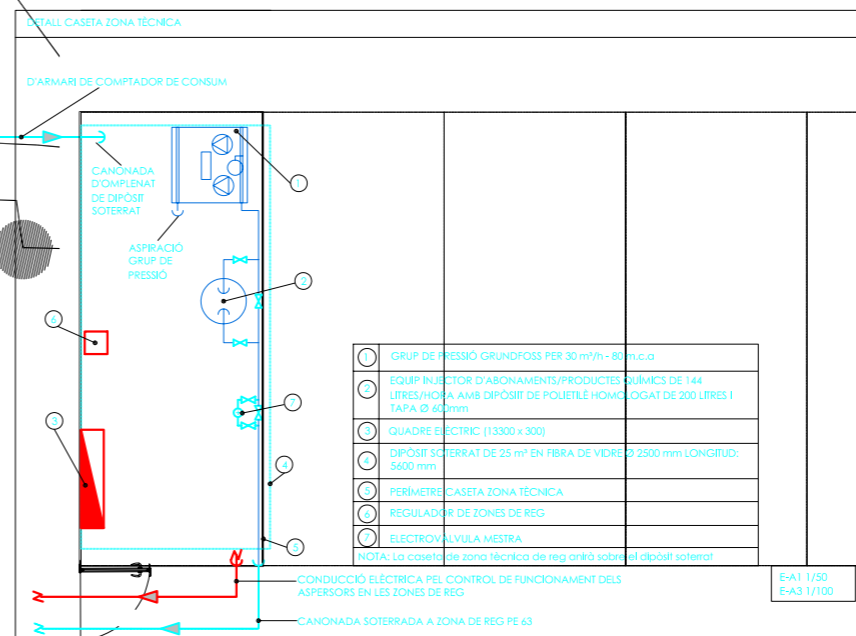 DETALL CASETA ZONA TÈCNICA
D'ARMARI DE COMPTADOR DE CONSUM
CANONADA
D'OMPLENAT
DE DIPÒSIT
SOTERRAT
1
ASPIRACIÓ
GRUP DE
PRESSIÓ
2
6
7
3
4
5
1 GRUP DE PRESSIÓ GRUNDFOSS PER 30 m³/h - 80 m.c.a
2 EQUIP INJECTOR D'ABONAMENTS/PRODUCTES QUÍMICS DE 144
LITRES/HORA AMB DIPÒSIT DE POLIETILÈ HOMOLOGAT DE 200 LITRES I
TAPA Ø 600mm
3 QUADRE ELÈCTRIC (13300 x 300)
4 DIPÒSIT SOTERRAT DE 25 m³ EN FIBRA DE VIDRE Ø 2500 mm LONGITUD:
5600 mm
5 PERÍMETRE CASETA ZONA TÈCNICA
6 REGULADOR DE ZONES DE REG
7 ELECTROVALVULA MESTRA
NOTA: La caseta de zona tècnica de reg anirà sobre el dipòsit soterrat
CONDUCCIÓ ELÈCTRICA PEL CONTROL DE FUNCIONAMENT DELS
ASPERSORS EN LES ZONES DE REG
E-A1 1/50
E-A3 1/100
CANONADA SOTERRADA A ZONA DE REG PE 63